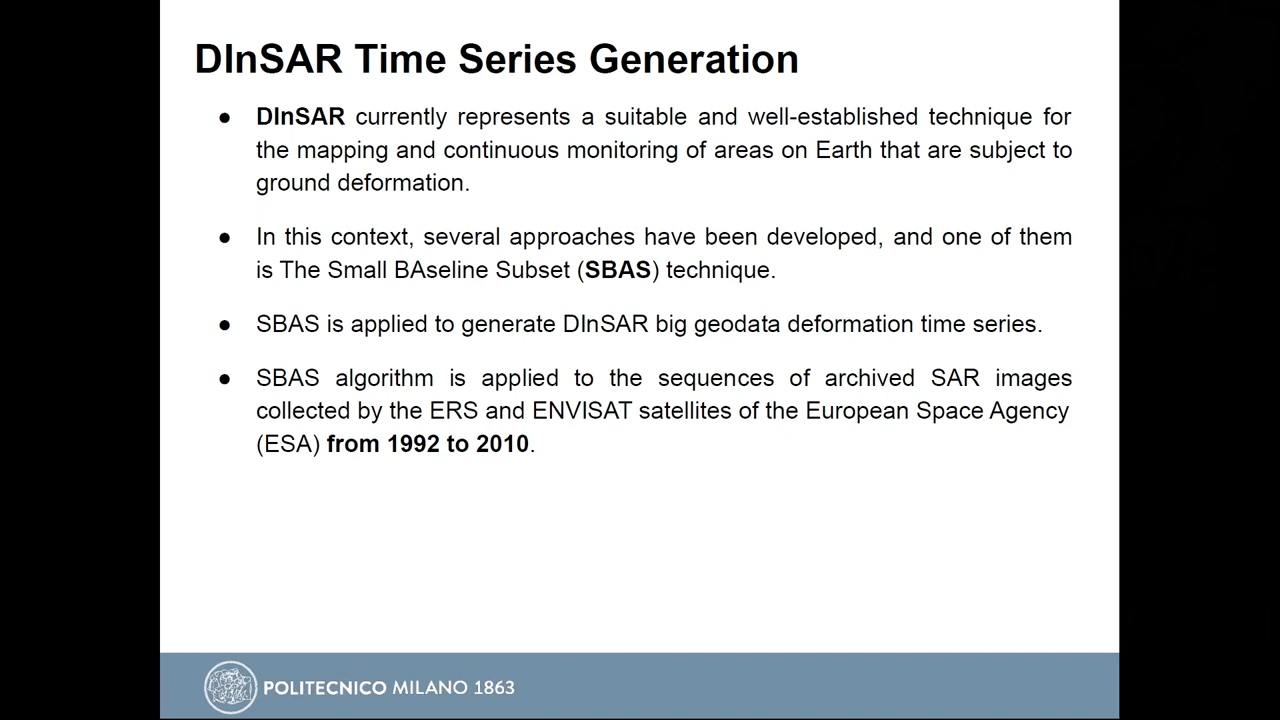 DInSAR Time Series Generation
● DInSAR currently represents a suitable and well-established technique for
the mapping and continuous monitoring of areas on Earth that are subject to
ground deformation.
● In this context, several approaches have been developed, and one of them
is The Small BAseline Subset (SBAS) technique.
● SBAS is applied to generate DInSAR big geodata deformation time series.
● SBAS algorithm is applied to the sequences of archived SAR images
collected by the ERS and ENVISAT satellites of the European Space Agency
(ESA) from 1992 to 2010.
POLITECNICO MILANO 1863